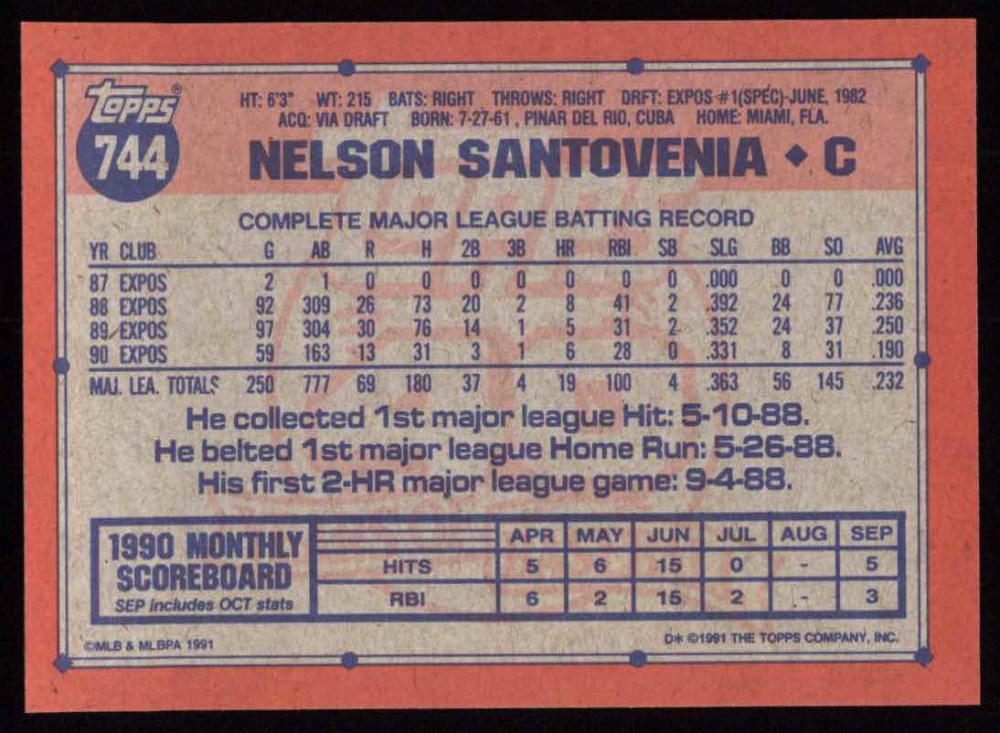 Topps®
744
HT: 6'3" WT: 215 BATS: RIGHT THROWS: RIGHT DRFT: EXPOS #1(SPEC)-JUNE, 1982
ACQ: VIA DRAFT BORN: 7-27-61, PINAR DEL RIO, CUBA HOME: MIAMI, FLA.
NELSON SANTOVENIA ♦ C
COMPLETE MAJOR LEAGUE BATTING RECORD
YR CLUB G AB R H 2B 3B HR RBI SB SLG BB SO AVG
87 EXPOS 2 1 0 0 0 0 0 0 0 .000 0 0 .000
88 EXPOS 92 309 26 73 20 2 8 41 2 .392 24 77 .236
89 EXPOS 97 304 30 76 14 1 5 31 2 .352 24 37 .250
90 EXPOS 59 163 13 31 3 1 6 28 0 .331 8 31 .190
MAJ. LEA. TOTALS 250 777 69 180 37 4 19 100 4 .363 56 145 .232
He collected 1st major league Hit: 5-10-88.
He belted 1st major league Home Run: 5-26-88.
His first 2-HR major league game: 9-4-88.
1990 MONTHLY
SCOREBOARD
SEP includes OCT stats
APR MAY JUN JUL AUG SEP
HITS 5 6 15 0 - 5
RBI 6 2 15 2 - 3
©MLB & MLBPA 1991
D* ©1991 THE TOPPS COMPANY, INC.